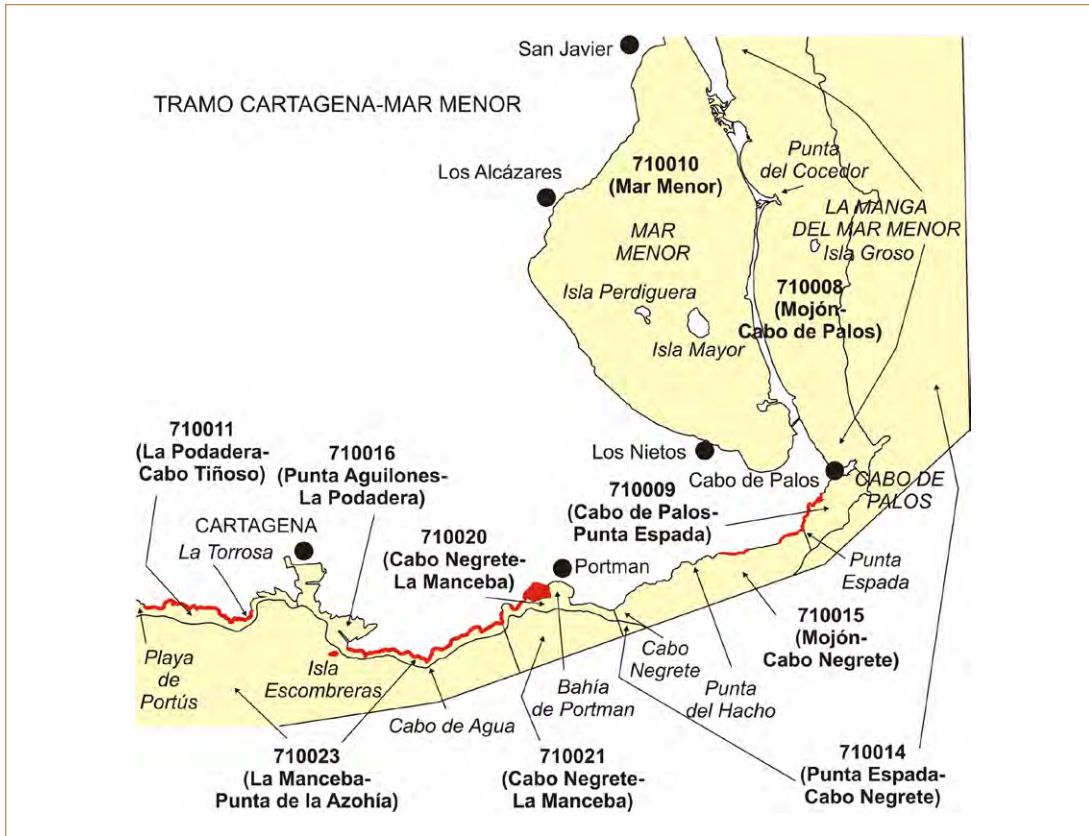 San Javier
TRAMO CARTAGENA-MAR MENOR
Los Alcázares
710010
(Mar Menor)
Punta
del Cocedor
LA MANGA
DEL MAR MENOR
Isla Groso
MAR
MENOR
Isla Perdiguera
Isla Mayor
710008
(Mojón-
Cabo de Palos)
710011
(La Podadera-
Cabo Tiñoso)
710016
(Punta Aguilones-
La Podadera)
Los Nietos
Cabo de Palos
CABO DE
PALOS
710009
(Cabo de Palos-
Punta Espada)
CARTAGENA
La Torrosa
710020
(Cabo Negrete-
La Manceba)
Portman
Punta
Espada
710015
(Mojón-
Cabo Negrete)
Playa
de
Portús
Isla
Escombreras
Cabo de Agua
Bahía
de Portman
Cabo
Negrete
Punta
del Hacho
710023
(La Manceba-
Punta de la Azohía)
710021
(Cabo Negrete-
La Manceba)
710014
(Punta Espada-
Cabo Negrete)